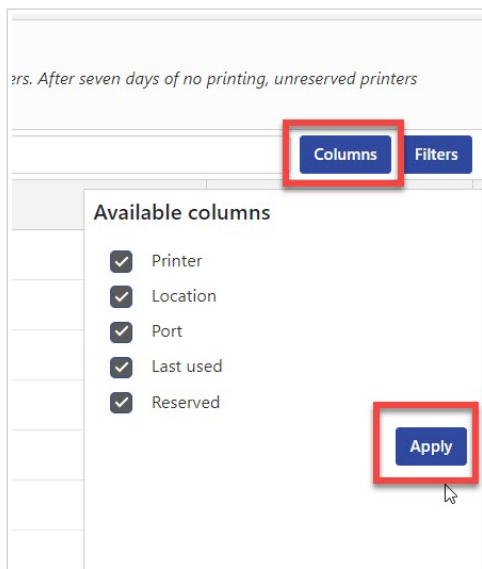 ers. After seven days of no printing, unreserved printers
Columns
Filters
Available columns
Printer
Location
Port
Last used
Reserved
Apply